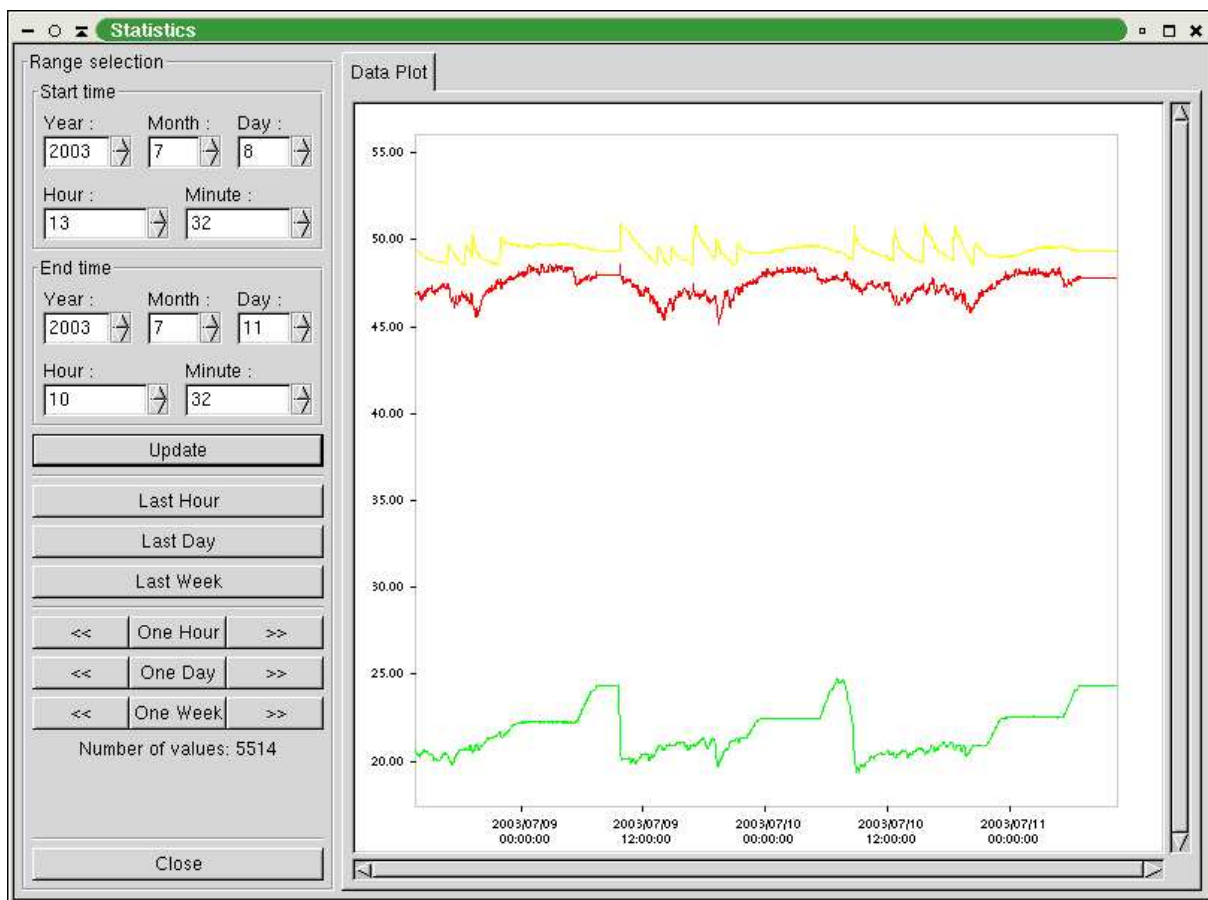 Statistics
Range selection
Start time
Year : Month : Day :
2003 7 8
Hour : Minute :
13 32
End time
Year : Month : Day :
2003 7 11
Hour : Minute :
10 32
Update
Last Hour
Last Day
Last Week
<< One Hour >>
<< One Day >>
<< One Week >>
Number of values: 5514
Close
Data Plot
55.00
50.00
45.00
40.00
35.00
30.00
25.00
20.00
2003/07/09 2003/07/09 2003/07/10 2003/07/10 2003/07/11
00:00:00 12:00:00 00:00:00 12:00:00 00:00:00